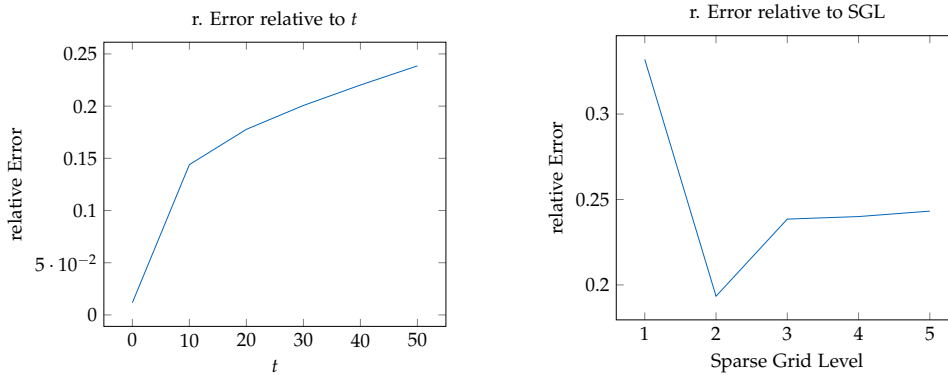 r. Error relative to t
0.25
0.2
0.15
0.1
5 · 10⁻²
0
relative Error
0 10 20 30 40 50
t
r. Error relative to SGL
0.3
0.25
0.2
relative Error
1 2 3 4 5
Sparse Grid Level